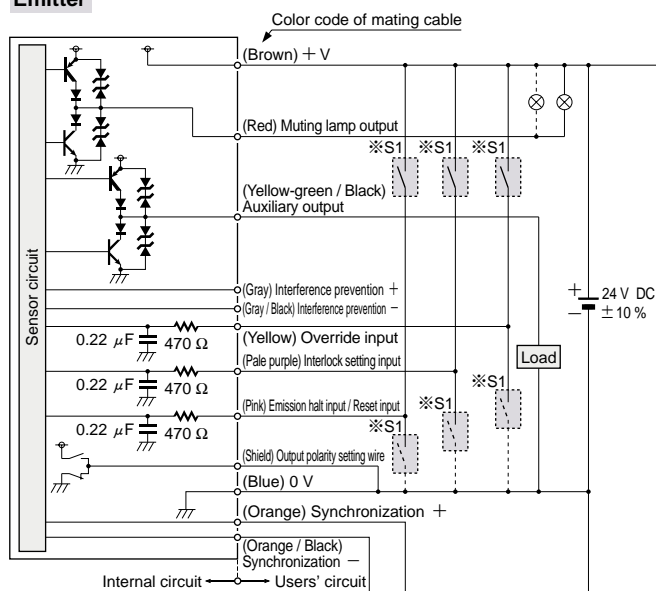 Emitter
Color code of mating cable
(Brown) + V
(Red) Muting lamp output
※S1 ※S1 ※S1
(Yellow-green / Black)
Auxiliary output
Sensor circuit
(Gray) Interference prevention +
(Gray / Black) Interference prevention −
+
−
24 V DC
± 10 %
0.22 μF
470 Ω
(Yellow) Override input
Load
(Pale purple) Interlock setting input
0.22 μF
470 Ω
※S1
※S1
(Pink) Emission halt input / Reset input
0.22 μF
470 Ω
※S1
(Shield) Output polarity setting wire
(Blue) 0 V
(Orange) Synchronization +
(Orange / Black)
Synchronization −
Internal circuit
Users' circuit